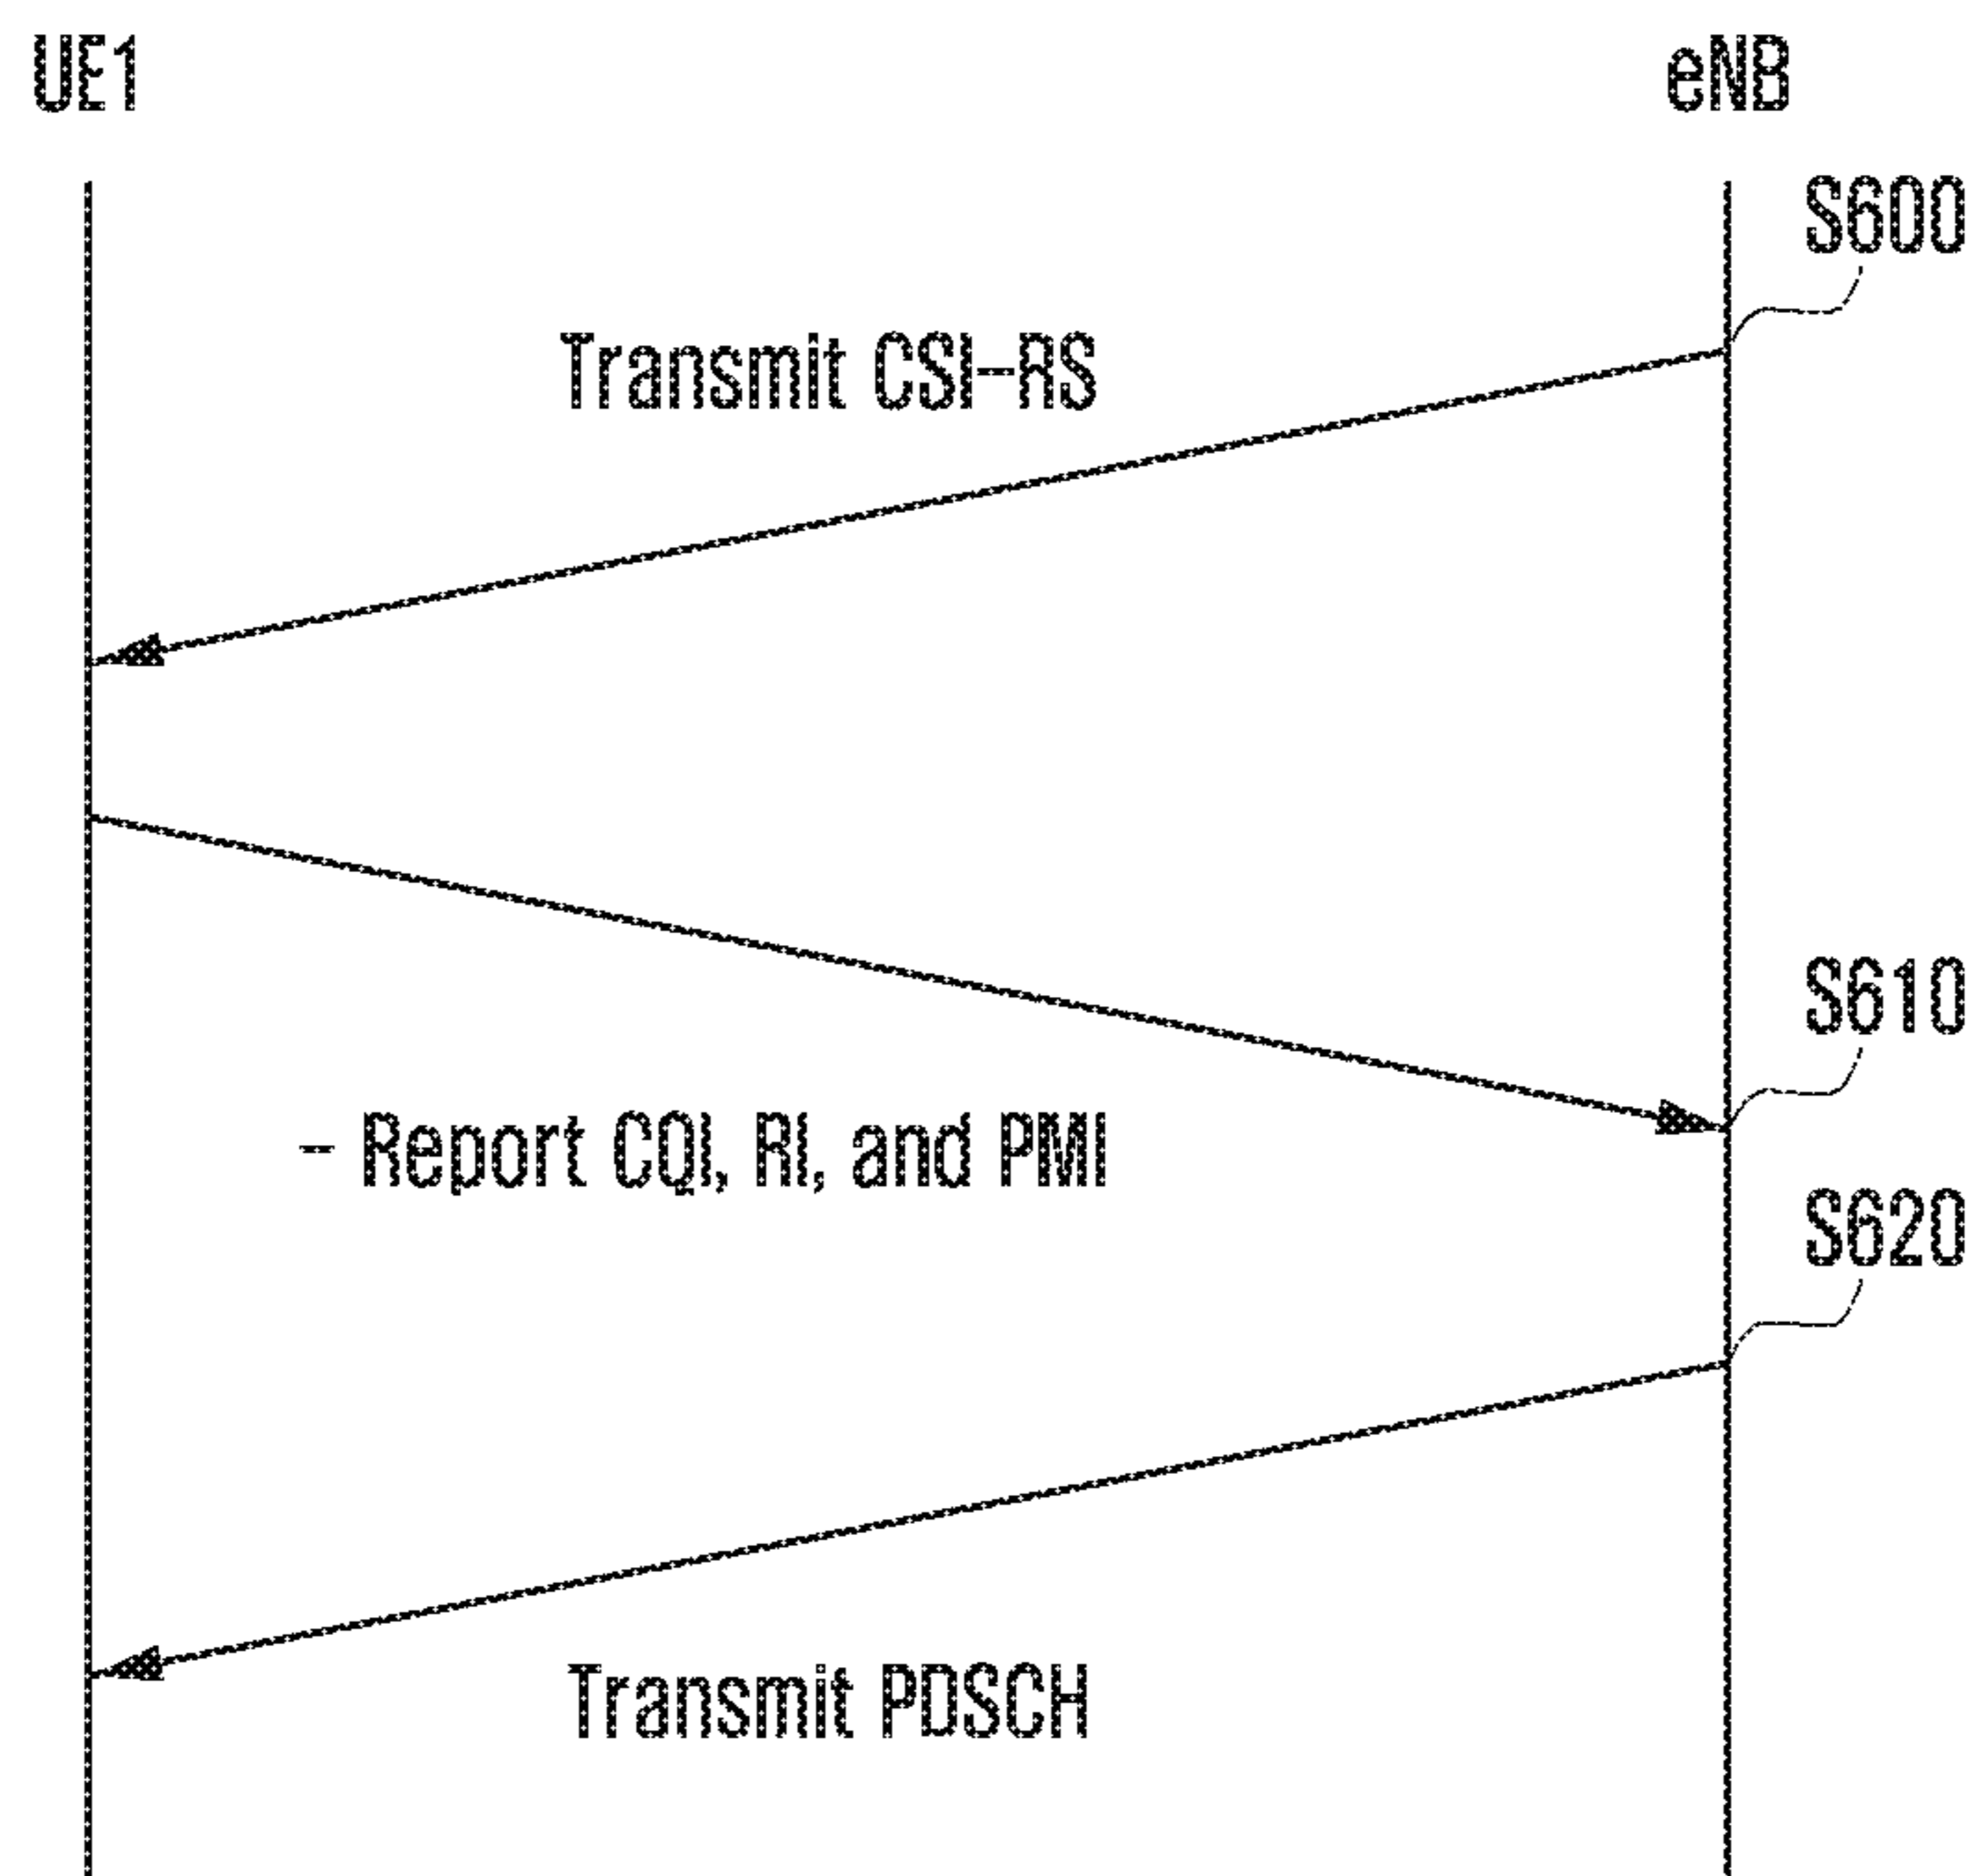 UE1 eNB
S600
Transmit CSI-RS
S610
- Report CQI, RI, and PMI
S620
Transmit PDSCH